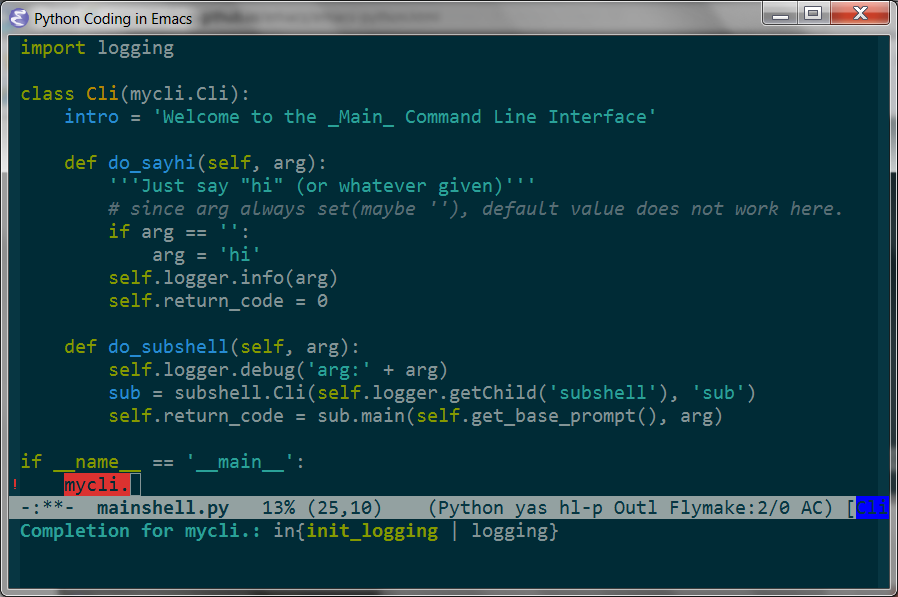 Python Coding in Emacs
import logging
class Cli(mycli.Cli):
    intro = 'Welcome to the _Main_ Command Line Interface'
    def do_sayhi(self, arg):
        '''Just say "hi" (or whatever given)'''
        # since arg always set(maybe ''), default value does not work here.
        if arg == '':
            arg = 'hi'
        self.logger.info(arg)
        self.return_code = 0
    def do_subshell(self, arg):
        self.logger.debug('arg:' + arg)
        sub = subshell.Cli(self.logger.getChild('subshell'), 'sub')
        self.return_code = sub.main(self.get_base_prompt(), arg)
if __name__ == '__main__':
!    mycli.
-:**-  mainshell.py   13% (25,10)    (Python yas hl-p Outl Flymake:2/0 AC) [Cli
Completion for mycli.: in{init_logging | logging}